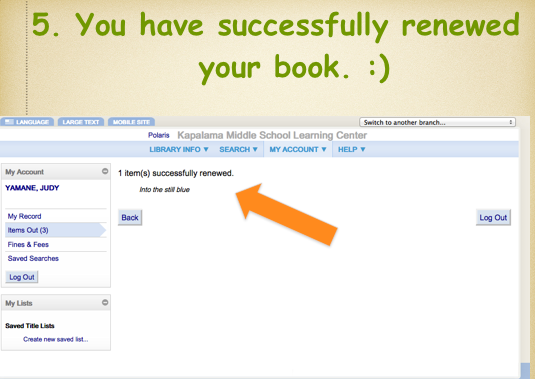 5. You have successfully renewed
your book. :)
LANGUAGE LARGE TEXT MOBILE SITE
Switch to another branch...
Polaris Kapalama Middle School Learning Center
LIBRARY INFO ▼ SEARCH ▼ MY ACCOUNT ▼ HELP ▼
My Account
YAMANE, JUDY
My Record
Items Out (3)
Fines & Fees
Saved Searches
Log Out
My Lists
Saved Title Lists
Create new saved list...
1 item(s) successfully renewed.
Into the still blue
Back
Log Out